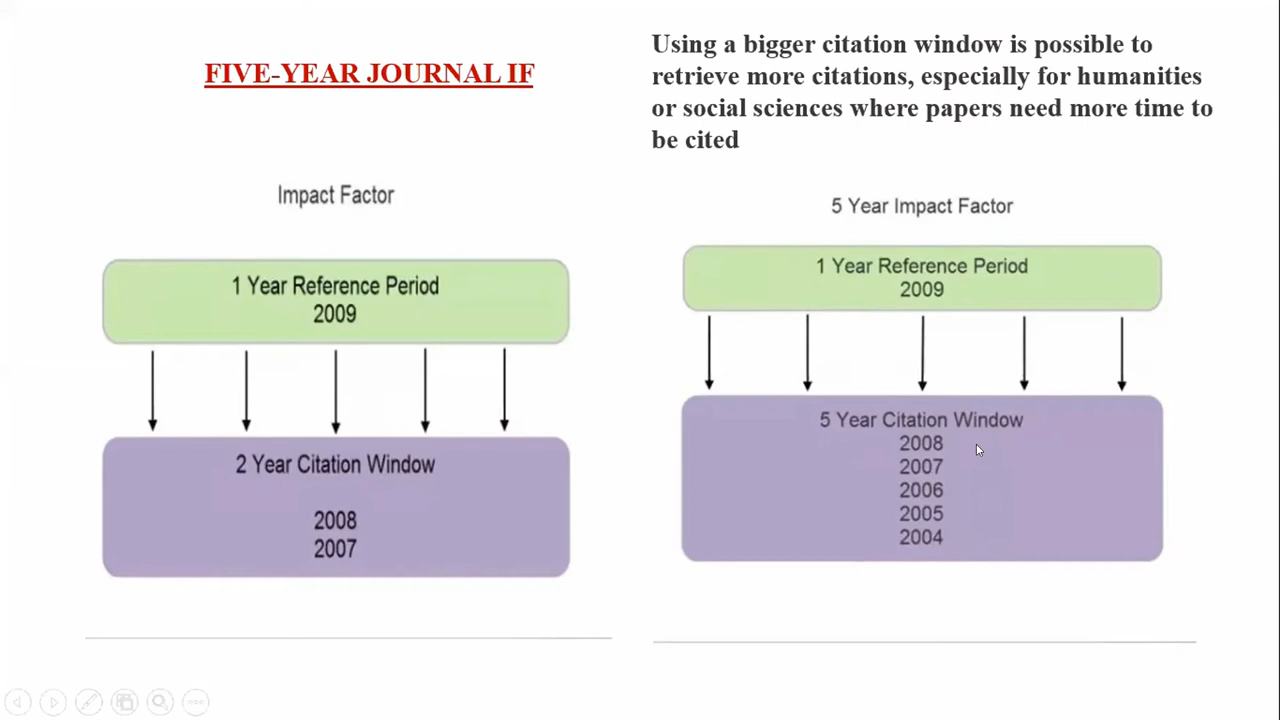 FIVE-YEAR JOURNAL IF
Using a bigger citation window is possible to
retrieve more citations, especially for humanities
or social sciences where papers need more time to
be cited
Impact Factor
1 Year Reference Period
2009
2 Year Citation Window
2008
2007
5 Year Impact Factor
1 Year Reference Period
2009
5 Year Citation Window
2008
2007
2006
2005
2004